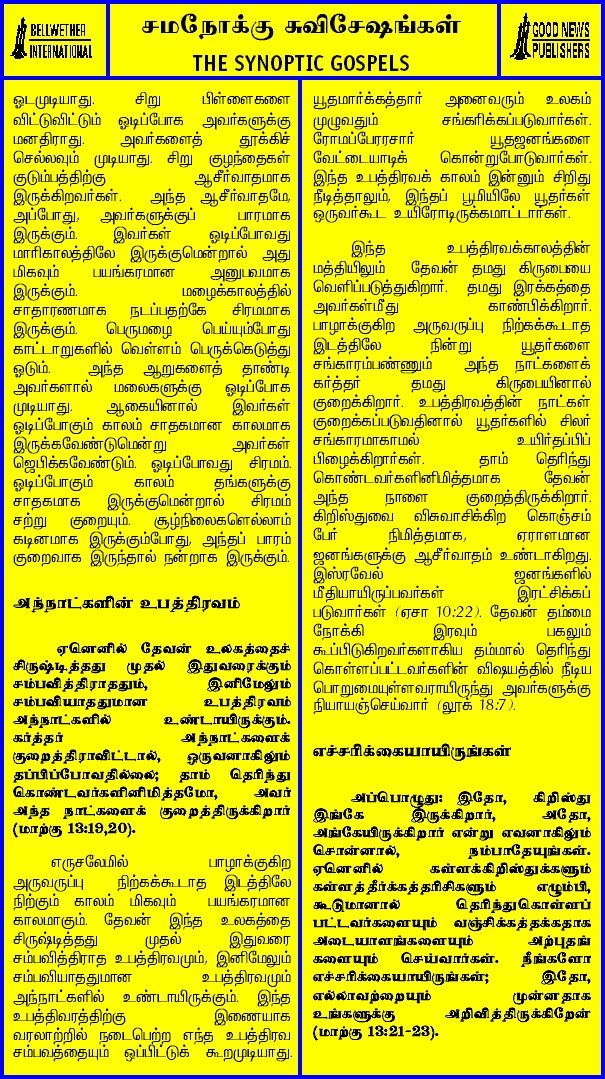 BELLWETHER
INTERNATIONAL
சமநோக்கு சுவிசேஷங்கள்
THE SYNOPTIC GOSPELS
GOOD NEWS
PUBLISHERS
ஓடமுடியாது. சிறு பிள்ளைகளை
விட்டுவிட்டும் ஓடிப்போக அவர்களுக்கு
மனதிராது. அவர்களைத் தூக்கிச்
செல்லவும் முடியாது. சிறு குழந்தைகள்
குடும்பத்திற்கு ஆசீர்வாதமாக
இருக்கிறவர்கள். அந்த ஆசீர்வாதமே,
அப்போது, அவர்களுக்குப் பாரமாக
இருக்கும். இவர்கள் ஓடிப்போவது
மாரிகாலத்திலே இருக்குமென்றால் அது
மிகவும் பயங்கரமான அனுபவமாக
இருக்கும். மழைக்காலத்தில்
சாதாரணமாக நடப்பதற்கே சிரமமாக
இருக்கும். பெருமழை பெய்யும்போது
காட்டாறுகளில் வெள்ளம் பெருக்கெடுத்து
ஓடும். அந்த ஆறுகளைத் தாண்டி
அவர்களால் மலைகளுக்கு ஓடிப்போக
முடியாது. ஆகையினால் இவர்கள்
ஓடிப்போகும் காலம் சாதகமான காலமாக
இருக்கவேண்டுமென்று அவர்கள்
ஜெபிக்கவேண்டும். ஓடிப்போவது சிரமம்.
ஓடிப்போகும் காலம் தங்களுக்கு
சாதகமாக இருக்குமென்றால் சிரமம்
சற்று குறையும். சூழ்நிலைகளெல்லாம்
கடினமாக இருக்கும்போது, அந்தப் பாரம்
குறைவாக இருந்தால் நன்றாக இருக்கும்.
அந்நாட்களின் உபத்திரவம்
ஏனெனில் தேவன் உலகத்தைச்
சிருஷ்டித்தது முதல் இதுவரைக்கும்
சம்பவித்திராததும், இனிமேலும்
சம்பவியாததுமான உபத்திரவம்
அந்நாட்களில் உண்டாயிருக்கும்.
கர்த்தர் அந்நாட்களைக்
குறைத்திராவிட்டால், ஒருவனாகிலும்
தப்பிப்போவதில்லை; தாம் தெரிந்து
கொண்டவர்களினிமித்தமோ, அவர்
அந்த நாட்களைக் குறைத்திருக்கிறார்
(மாற்கு 13:19,20).
எருசலேமில் பாழாக்குகிற
அருவருப்பு நிற்கக்கூடாத இடத்திலே
நிற்கும் காலம் மிகவும் பயங்கரமான
காலமாகும். தேவன் இந்த உலகத்தை
சிருஷ்டித்தது முதல் இதுவரை
சம்பவித்திராத உபத்திரவமும், இனிமேலும்
சம்பவியாததுமான உபத்திரவமும்
அந்நாட்களில் உண்டாயிருக்கும். இந்த
உபத்திவரத்திற்கு இணையாக
வரலாற்றில் நடைபெற்ற எந்த உபத்திரவ
சம்பவத்தையும் ஒப்பிட்டுக் கூறமுடியாது.
யூதமார்க்கத்தார் அனைவரும் உலகம்
முழுவதும் சங்கரிக்கப்படுவார்கள்.
ரோமப்பேரரசார் யூதஜனங்களை
வேட்டையாடிக் கொன்றுபோடுவார்கள்.
இந்த உபத்திரவக் காலம் இன்னும் சிறிது
நீடித்தாலும், இந்தப் பூமியிலே யூதர்கள்
ஒருவர்கூட உயிரோடிருக்கமாட்டார்கள்.
இந்த உபத்திரவக்காலத்தின்
மத்தியிலும் தேவன் தமது கிருபையை
வெளிப்படுத்துகிறார். தமது இரக்கத்தை
அவர்கள்மீது காண்பிக்கிறார்.
பாழாக்குகிற அருவருப்பு நிற்கக்கூடாத
இடத்திலே நின்று யூதர்களை
சங்காரம்பண்ணும் அந்த நாட்களைக்
கர்த்தர் தமது கிருபையினால்
குறைக்கிறார். உபத்திரவத்தின் நாட்கள்
குறைக்கப்படுவதினால் யூதர்களில் சிலர்
சங்காரமாகாமல் உயிர்தப்பிப்
பிழைக்கிறார்கள். தாம் தெரிந்து
கொண்டவர்களினிமித்தமாக தேவன்
அந்த நாளை குறைத்திருக்கிறார்.
கிறிஸ்துவை விசுவாசிக்கிற கொஞ்சம்
பேர் நிமித்தமாக, ஏராளமான
ஜனங்களுக்கு ஆசீர்வாதம் உண்டாகிறது.
இஸ்ரவேல் ஜனங்களில்
மீதியாயிருப்பவர்கள் இரட்சிக்கப்
படுவார்கள் (ஏசா 10:22). தேவன் தம்மை
நோக்கி இரவும் பகலும்
கூப்பிடுகிறவர்களாகிய தம்மால் தெரிந்து
கொள்ளப்பட்டவர்களின் விஷயத்தில் நீடிய
பொறுமையுள்ளவராயிருந்து அவர்களுக்கு
நியாயஞ்செய்வார் (லூக் 18:7).
எச்சரிக்கையாயிருங்கள்
அப்பொழுது: இதோ, கிறிஸ்து
இங்கே இருக்கிறார், அதோ,
அங்கேயிருக்கிறார் என்று எவனாகிலும்
சொன்னால், நம்பாதேயுங்கள்.
ஏனெனில் கள்ளக்கிறிஸ்துக்களும்
கள்ளத்தீர்க்கத்தரிசிகளும் எழும்பி,
கூடுமானால் தெரிந்துகொள்ளப்
பட்டவர்களையும் வஞ்சிக்கத்தக்கதாக
அடையாளங்களையும் அற்புதங்
களையும் செய்வார்கள். நீங்களோ
எச்சரிக்கையாயிருங்கள்; இதோ,
எல்லாவற்றையும் முன்னதாக
உங்களுக்கு அறிவித்திருக்கிறேன்
(மாற்கு 13:21-23).